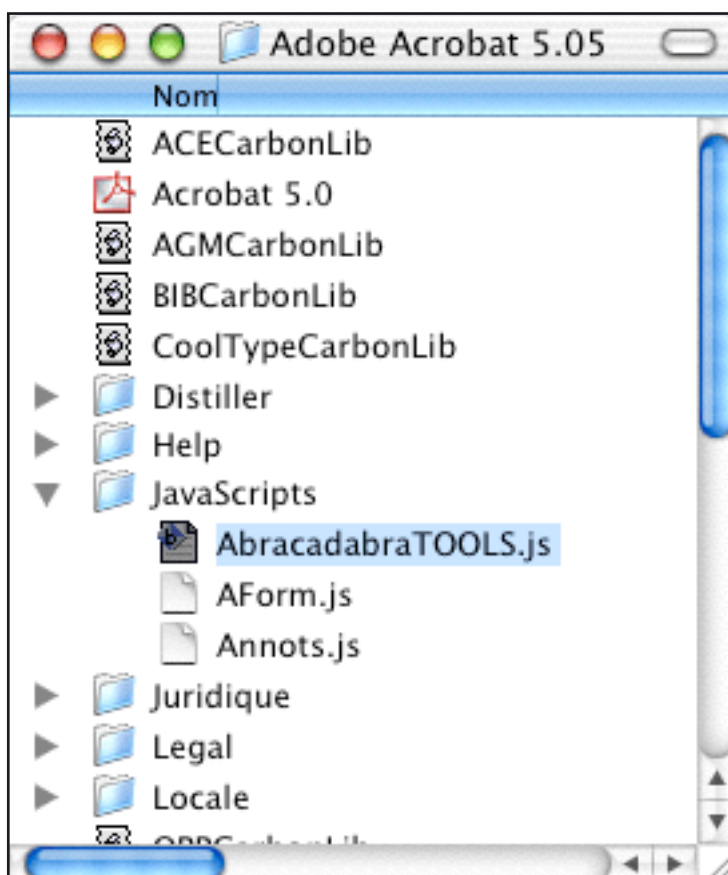 Adobe Acrobat 5.05
Nom
ACECarbonLib
Acrobat 5.0
AGMCarbonLib
BIBCarbonLib
CoolTypeCarbonLib
Distiller
Help
JavaScripts
AbracadabraTOOLS.js
AForm.js
Annots.js
Juridique
Legal
Locale